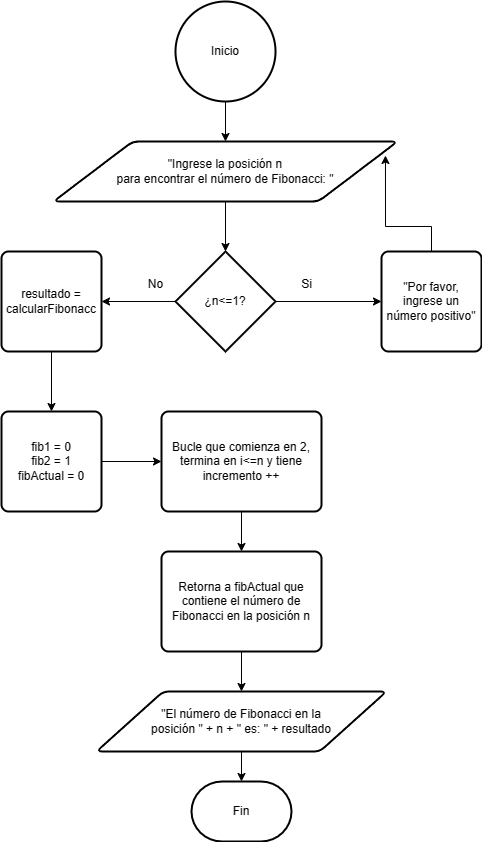 Inicio
"Ingrese la posición n
para encontrar el número de Fibonacci: "
No
¿n<=1?
Si
resultado =
calcularFibonacc
"Por favor,
ingrese un
número positivo"
fib1 = 0
fib2 = 1
fibActual = 0
Bucle que comienza en 2,
termina en i<=n y tiene
incremento ++
Retorna a fibActual que
contiene el número de
Fibonacci en la posición n
"El número de Fibonacci en la
posición " + n + " es: " + resultado
Fin